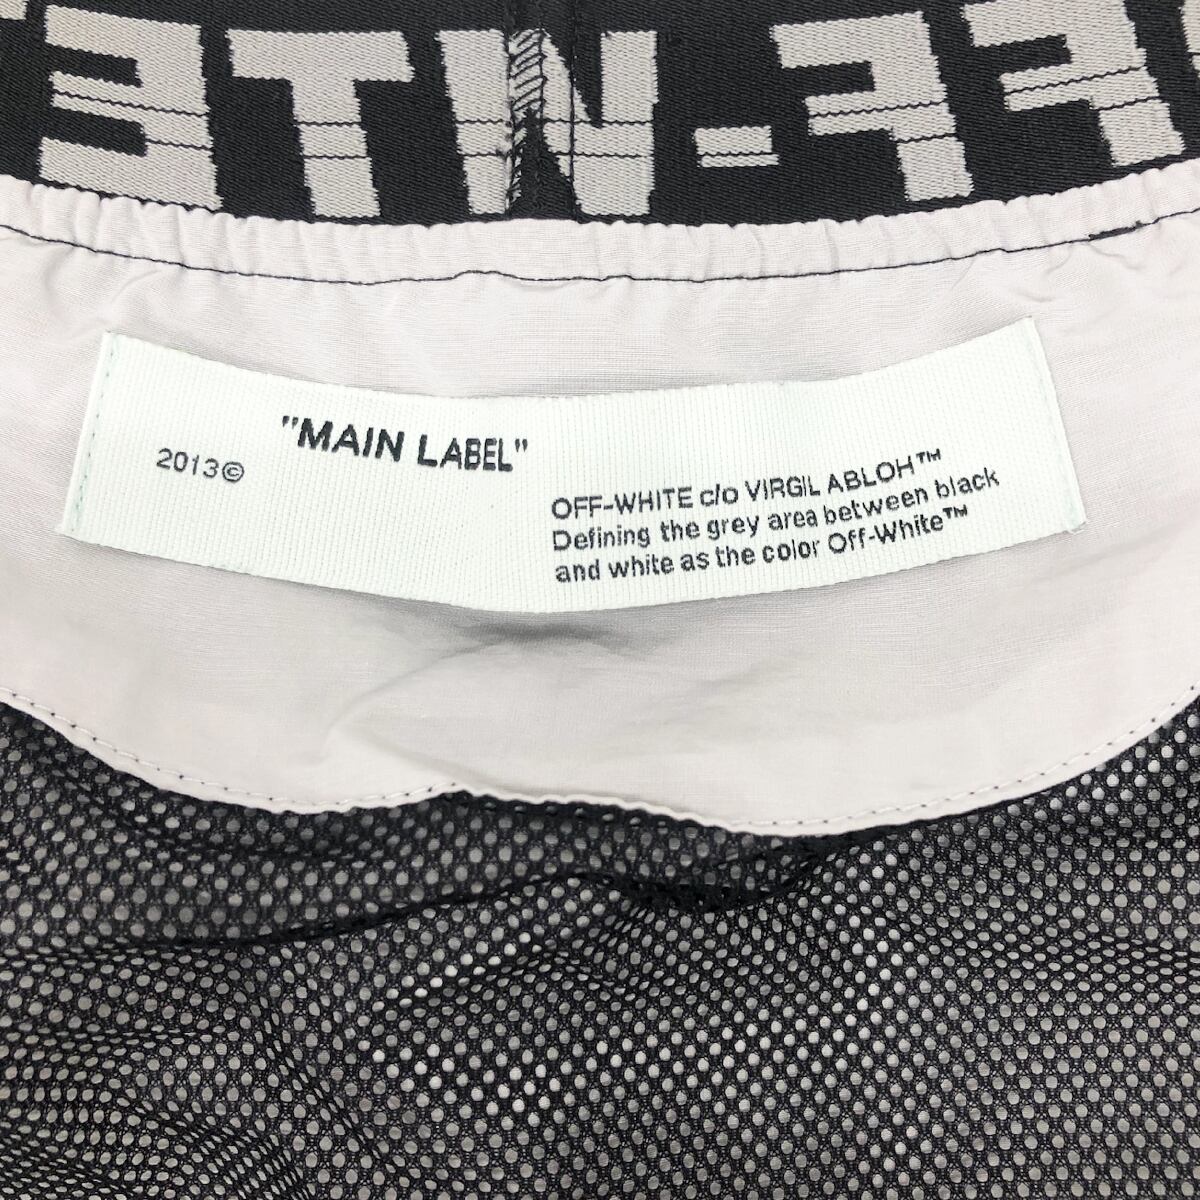 "MAIN LABEL"
2013©
OFF-WHITE c/o VIRGIL ABLOH™
Defining the grey area between black
and white as the color Off-White™